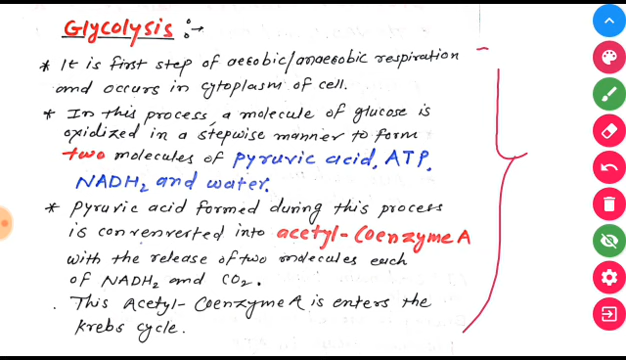 Glycolysis :-
* It is first step of aerobic/anaerobic respiration
and occurs in cytoplasm of cell.
* In this process, a molecule of glucose is
oxidized in a stepwise manner to form
two molecules of pyruvic acid, ATP,
NADH₂ and water.
* Pyruvic acid formed during this process
is convenverted into acetyl-Coenzyme A
with the release of two molecules each
of NADH₂ and CO₂.
. This Acetyl-Coenzyme A is enters the
Krebs cycle.